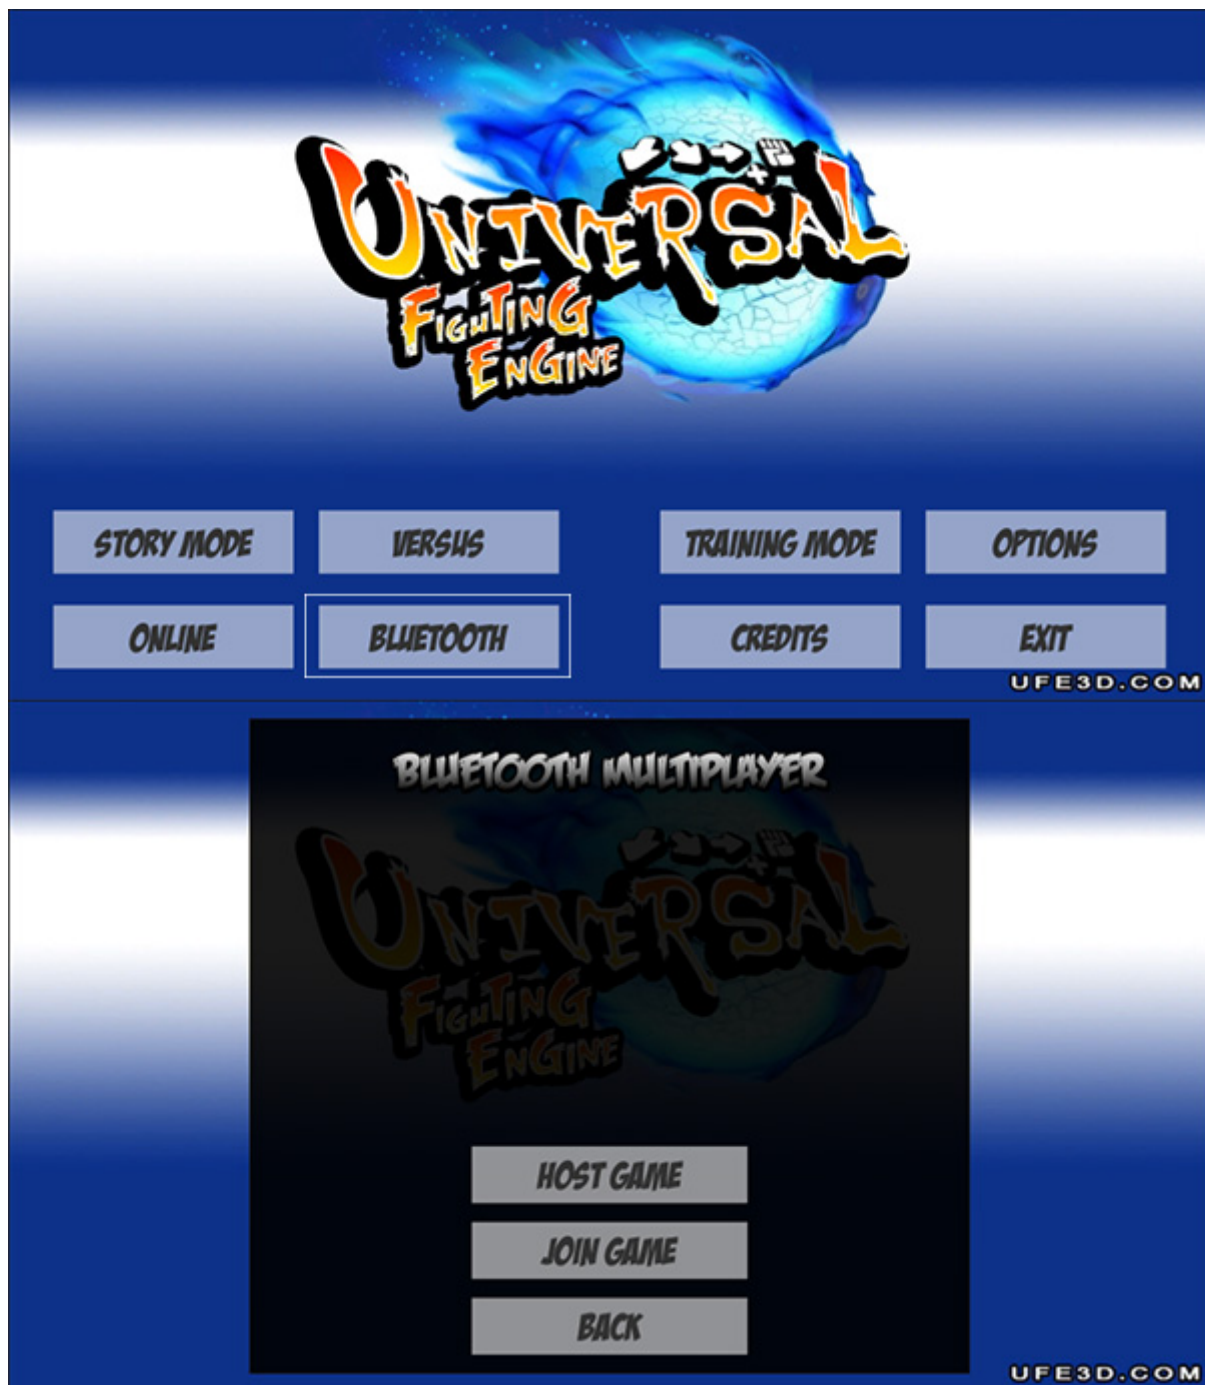 UNIVERSAL
FIGHTING
ENGINE
STORY MODE VERSUS TRAINING MODE OPTIONS
ONLINE BLUETOOTH CREDITS EXIT
UFE3D.COM
BLUETOOTH MULTIPLAYER
UNIVERSAL
FIGHTING
ENGINE
HOST GAME
JOIN GAME
BACK
UFE3D.COM